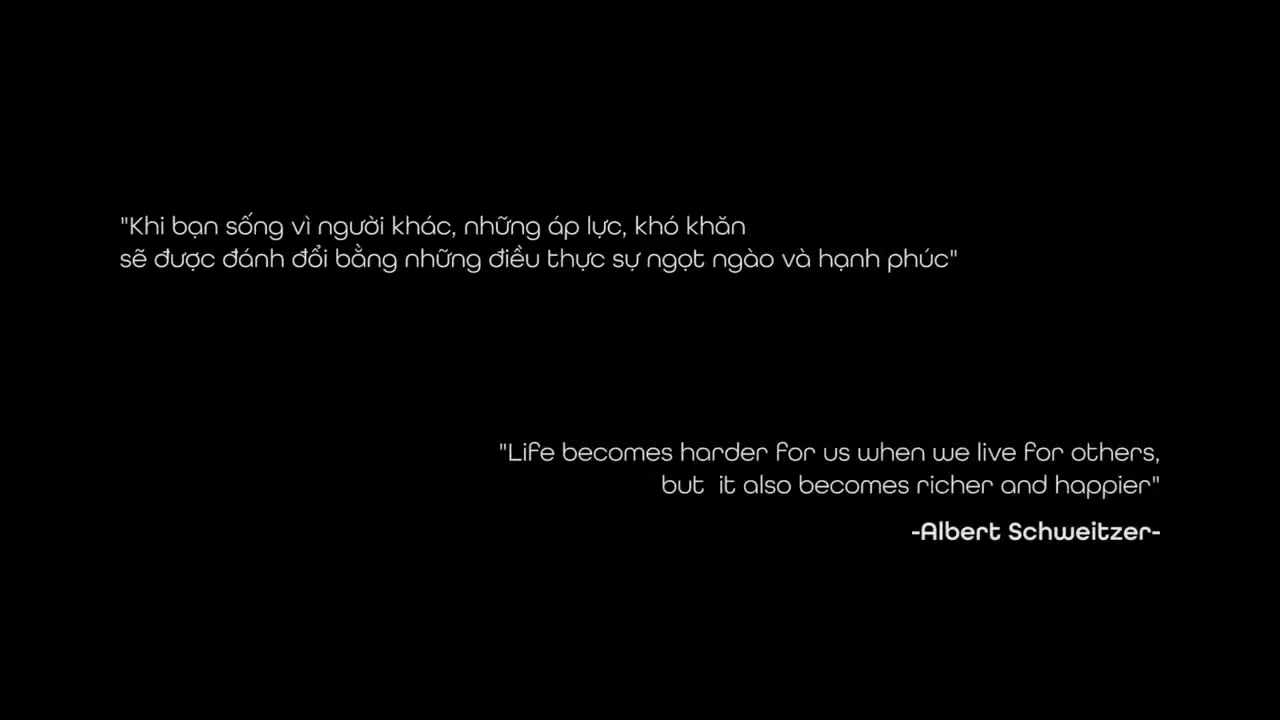 "Khi bạn sống vì người khác, những áp lực, khó khăn
sẽ được đánh đổi bằng những điều thực sự ngọt ngào và hạnh phúc"
"Life becomes harder for us when we live for others,
but  it also becomes richer and happier"
-Albert Schweitzer-